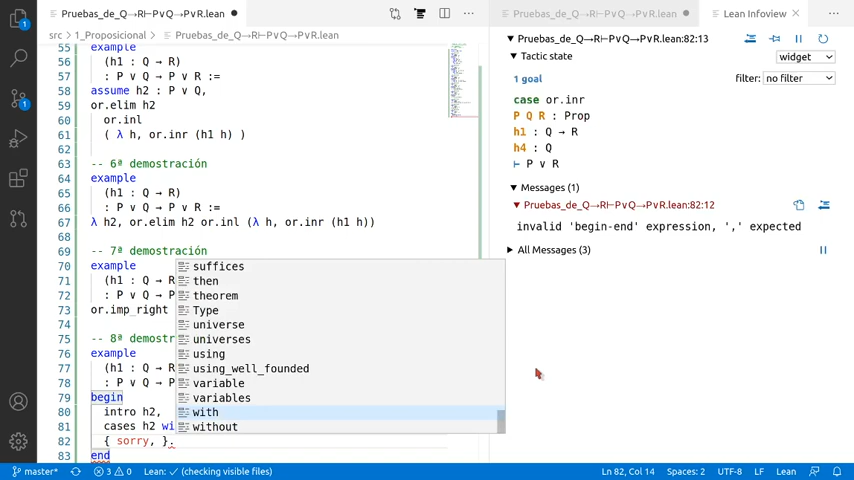 Pruebas_de_Q→R⊢P∨Q→P∨R.lean ●
Pruebas_de_Q→R⊢P∨Q→P∨R.lean ●
Lean Infoview ×
src > 1_Proposicional > Pruebas_de_Q→R⊢P∨Q→P∨R.lean
55 example
56 (h1 : Q → R)
57 : P ∨ Q → P ∨ R :=
58 assume h2 : P ∨ Q,
59 or.elim h2
60 or.inl
61 ( λ h, or.inr (h1 h) )
62
63 -- 6ª demostración
64 example
65 (h1 : Q → R)
66 : P ∨ Q → P ∨ R :=
67 λ h2, or.elim h2 or.inl (λ h, or.inr (h1 h))
68
69 -- 7ª demostración
70 example
71 (h1 : Q → R
72 : P ∨ Q → P
73 or.imp_right
74
75 -- 8ª demostr
76 example
77 (h1 : Q → R
78 : P ∨ Q → P
79 begin
80 intro h2,
81 cases h2 wi
82 { sorry, }.
83 end
suffices
then
theorem
Type
universe
universes
using
using_well_founded
variable
variables
with
without
Pruebas_de_Q→R⊢P∨Q→P∨R.lean:82:13
Tactic state
widget
1 goal
filter: no filter
case or.inr
P Q R : Prop
h1 : Q → R
h4 : Q
⊢ P ∨ R
Messages (1)
Pruebas_de_Q→R⊢P∨Q→P∨R.lean:82:12
invalid 'begin-end' expression, ',' expected
All Messages (3)
1
1
master*
3 0
Lean: ✓ (checking visible files)
Ln 82, Col 14
Spaces: 2
UTF-8
LF
Lean